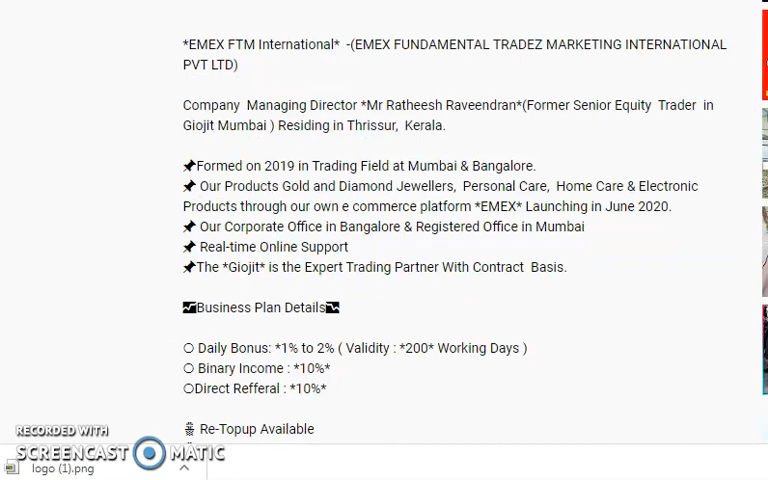 *EMEX FTM International*  -(EMEX FUNDAMENTAL TRADEZ MARKETING INTERNATIONAL
PVT LTD)
Company  Managing Director *Mr Ratheesh Raveendran*(Former Senior Equity  Trader  in
Giojit Mumbai ) Residing in Thrissur,  Kerala.
📌Formed on 2019 in Trading Field at Mumbai & Bangalore.
📌 Our Products Gold and Diamond Jewellers,  Personal Care,  Home Care & Electronic
Products through our own e commerce platform *EMEX* Launching in June 2020.
📌 Our Corporate Office in Bangalore & Registered Office in Mumbai
📌 Real-time Online Support
📌The *Giojit* is the Expert Trading Partner With Contract  Basis.
Business Plan Details
○ Daily Bonus: *1% to 2% ( Validity : *200* Working Days )
○ Binary Income : *10%*
○Direct Refferal : *10%*
Re-Topup Available
RECORDED WITH
SCREENCAST MATIC
logo (1).png